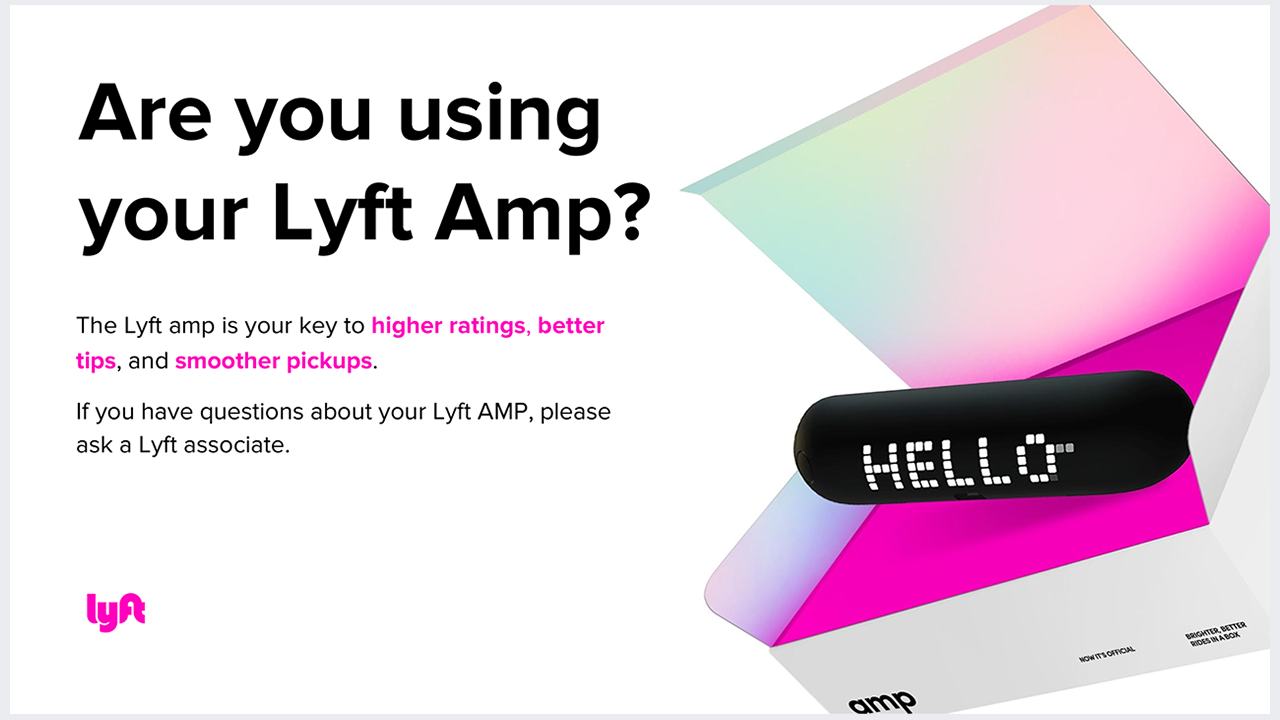 Are you using
your Lyft Amp?
The Lyft amp is your key to higher ratings, better
tips, and smoother pickups.
If you have questions about your Lyft AMP, please
ask a Lyft associate.
HELLO
lyft
NOW IT'S OFFICIAL
BRIGHTER, BETTER
RIDES IN A BOX
amp